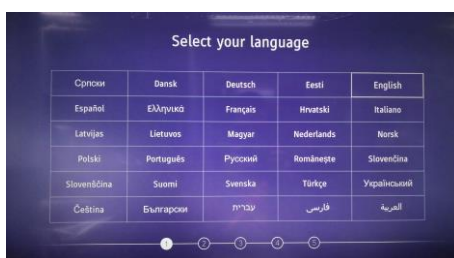 Select your language
Српски Dansk Deutsch Eesti English
Español Ελληνικά Français Hrvatski Italiano
Latvijas Lietuvos Magyar Nederlands Norsk
Polski Português Русский Românește Slovenčina
Slovenščina Suomi Svenska Türkçe Український
Čeština Български עברית فارسی العربية
1 2 3 4 5